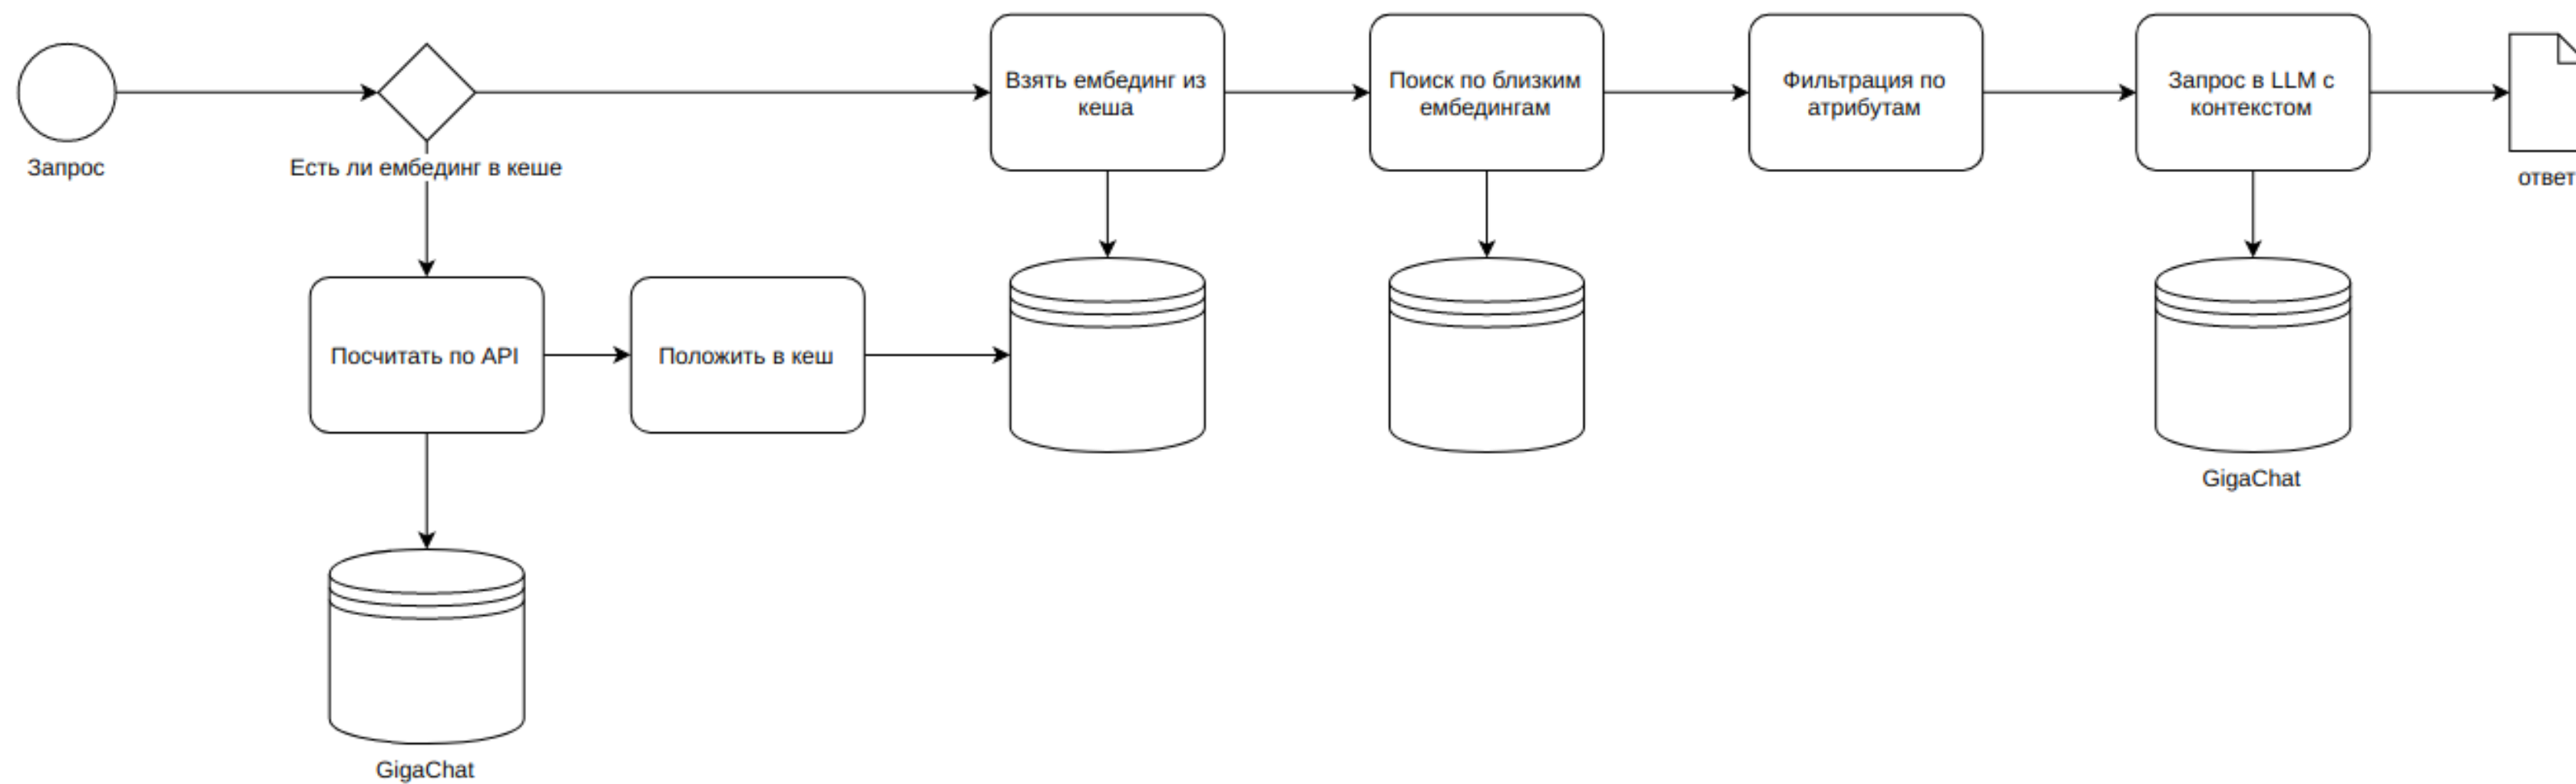 Взять ембединг из
кеша
Поиск по близким
ембедингам
Фильтрация по
атрибутам
Запрос в LLM с
контекстом
Запрос
Есть ли ембединг в кеше
ответ
Посчитать по API
Положить в кеш
GigaChat
GigaChat